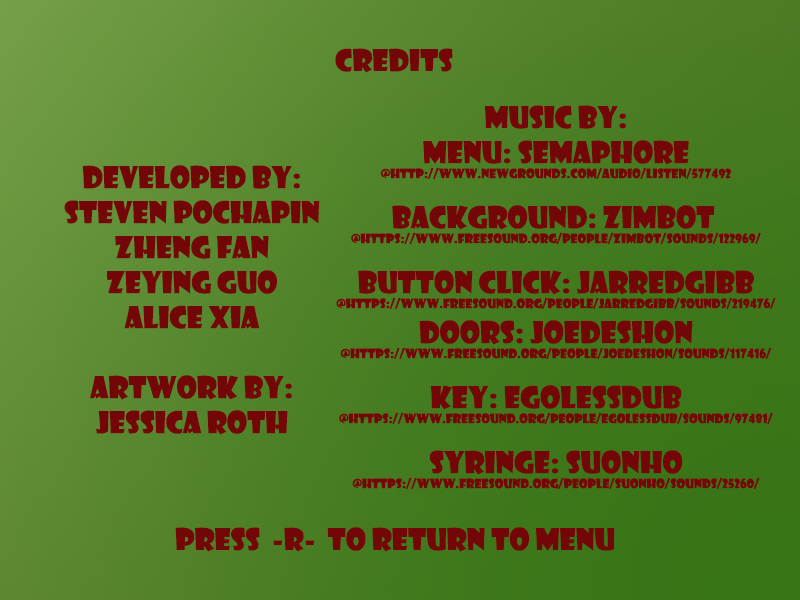 CREDITS
DEVELOPED BY:
STEVEN POCHAPIN
ZHENG FAN
ZEYING GUO
ALICE XIA
ARTWORK BY:
JESSICA ROTH
MUSIC BY:
MENU: SEMAPHORE
@HTTP://WWW.NEWGROUNDS.COM/AUDIO/LISTEN/577492
BACKGROUND: ZIMBOT
@HTTPS://WWW.FREESOUND.ORG/PEOPLE/ZIMBOT/SOUNDS/122969/
BUTTON CLICK: JARREDGIBB
@HTTPS://WWW.FREESOUND.ORG/PEOPLE/JARREDGIBB/SOUNDS/219476/
DOORS: JOEDESHON
@HTTPS://WWW.FREESOUND.ORG/PEOPLE/JOEDESHON/SOUNDS/117416/
KEY: EGOLESSDUB
@HTTPS://WWW.FREESOUND.ORG/PEOPLE/EGOLESSDUB/SOUNDS/97481/
SYRINGE: SUONHO
@HTTPS://WWW.FREESOUND.ORG/PEOPLE/SUONHO/SOUNDS/25260/
PRESS -R- TO RETURN TO MENU